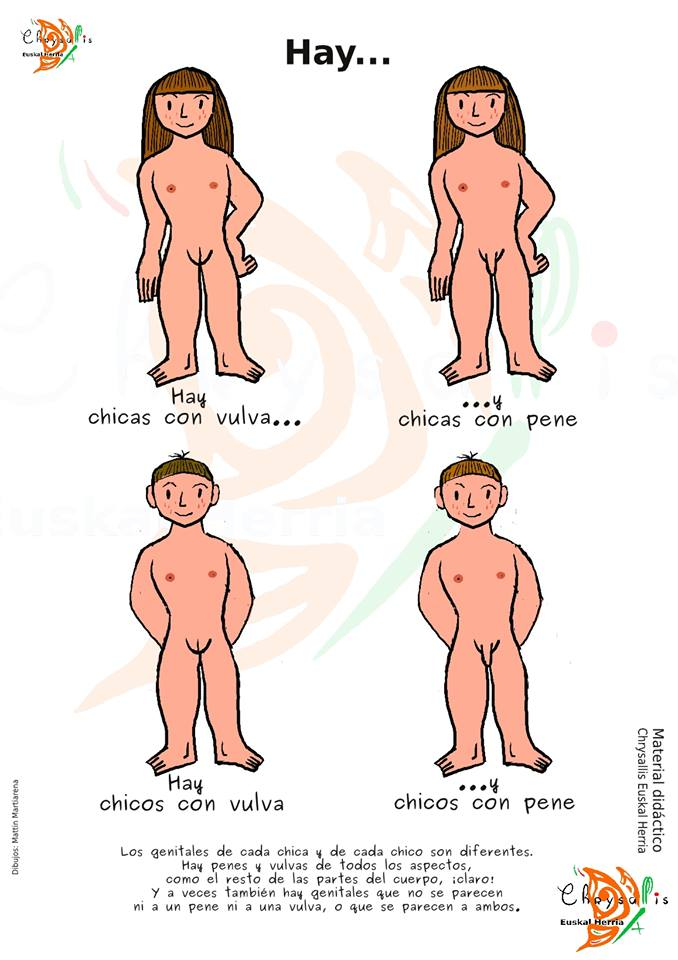 Chrysallis
Euskal Herria
Hay...
Hay
chicas con vulva...
...y
chicas con pene
Hay
chicos con vulva
...y
chicos con pene
Los genitales de cada chica y de cada chico son diferentes.
Hay penes y vulvas de todos los aspectos,
como el resto de las partes del cuerpo, ¡claro!
Y a veces también hay genitales que no se parecen
ni a un pene ni a una vulva, o que se parecen a ambos.
Dibujos: Mattin Martiarena
Material didáctico
Chrysallis Euskal Herria
Chrysallis
Euskal Herria
Chrysallis
Euskal Herria